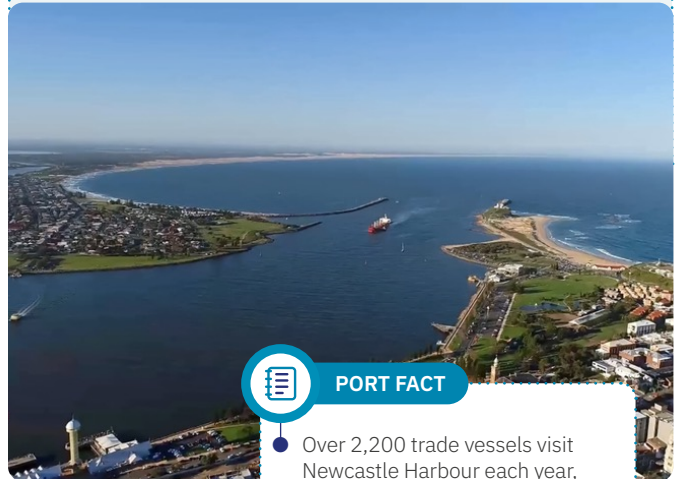 PORT FACT
Over 2,200 trade vessels visit
Newcastle Harbour each year,